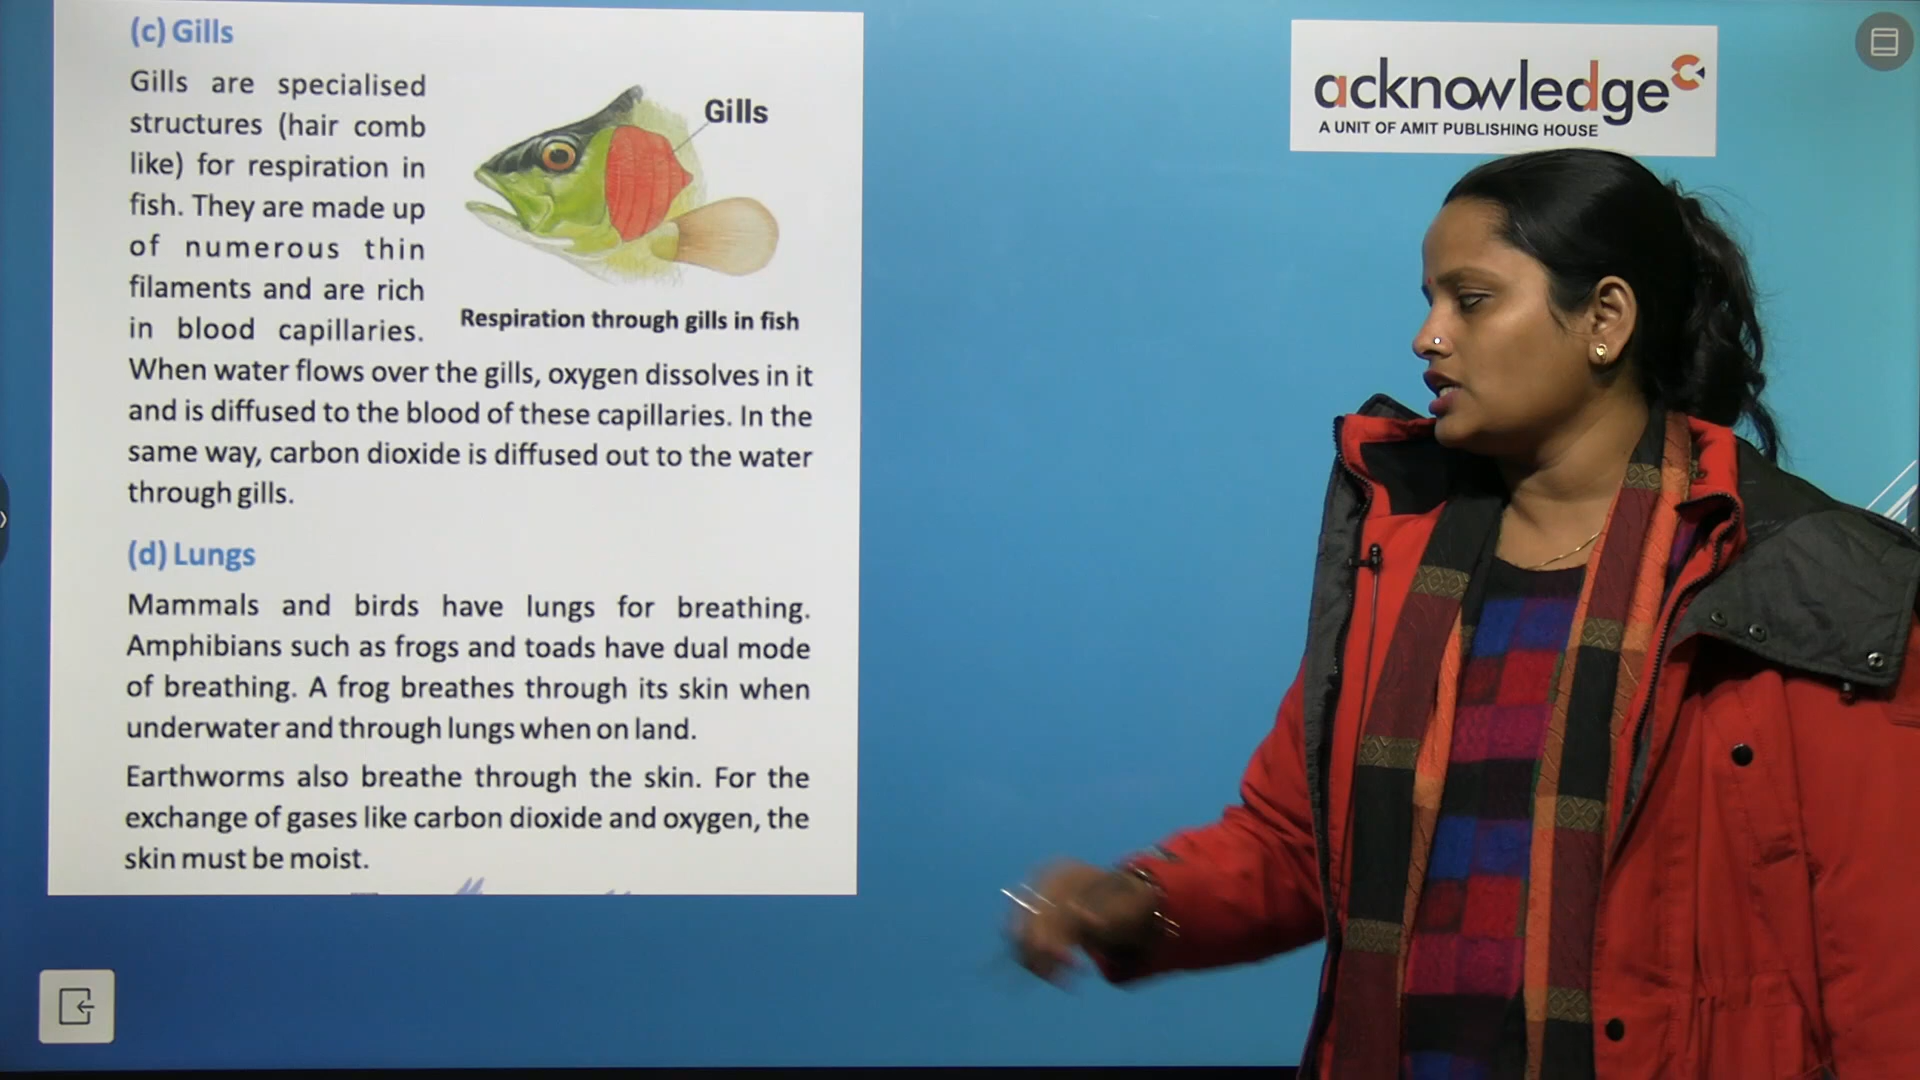 (c) Gills
Gills are specialised
structures (hair comb
like) for respiration in
fish. They are made up
of numerous thin
filaments and are rich
in blood capillaries.
Gills
Respiration through gills in fish
When water flows over the gills, oxygen dissolves in it
and is diffused to the blood of these capillaries. In the
same way, carbon dioxide is diffused out to the water
through gills.
(d) Lungs
Mammals and birds have lungs for breathing.
Amphibians such as frogs and toads have dual mode
of breathing. A frog breathes through its skin when
underwater and through lungs when on land.
Earthworms also breathe through the skin. For the
exchange of gases like carbon dioxide and oxygen, the
skin must be moist.
acknowledge
A UNIT OF AMIT PUBLISHING HOUSE